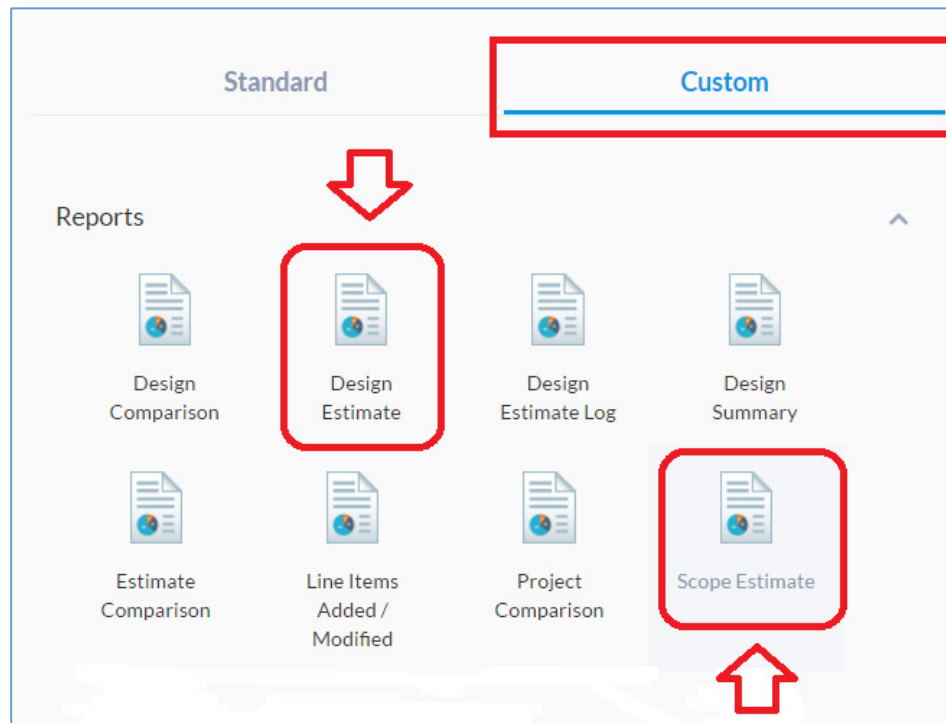 Standard
Custom
Reports
Design
Comparison
Design
Estimate
Design
Estimate Log
Design
Summary
Estimate
Comparison
Line Items
Added /
Modified
Project
Comparison
Scope Estimate